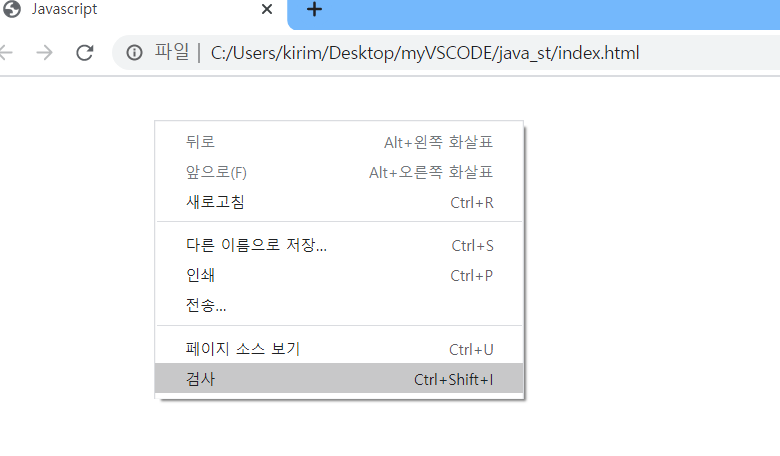 Javascript
파일 | C:/Users/kirim/Desktop/myVSCODE/java_st/index.html
뒤로 Alt+왼쪽 화살표
앞으로(F) Alt+오른쪽 화살표
새로고침 Ctrl+R
다른 이름으로 저장... Ctrl+S
인쇄 Ctrl+P
전송...
페이지 소스 보기 Ctrl+U
검사 Ctrl+Shift+I